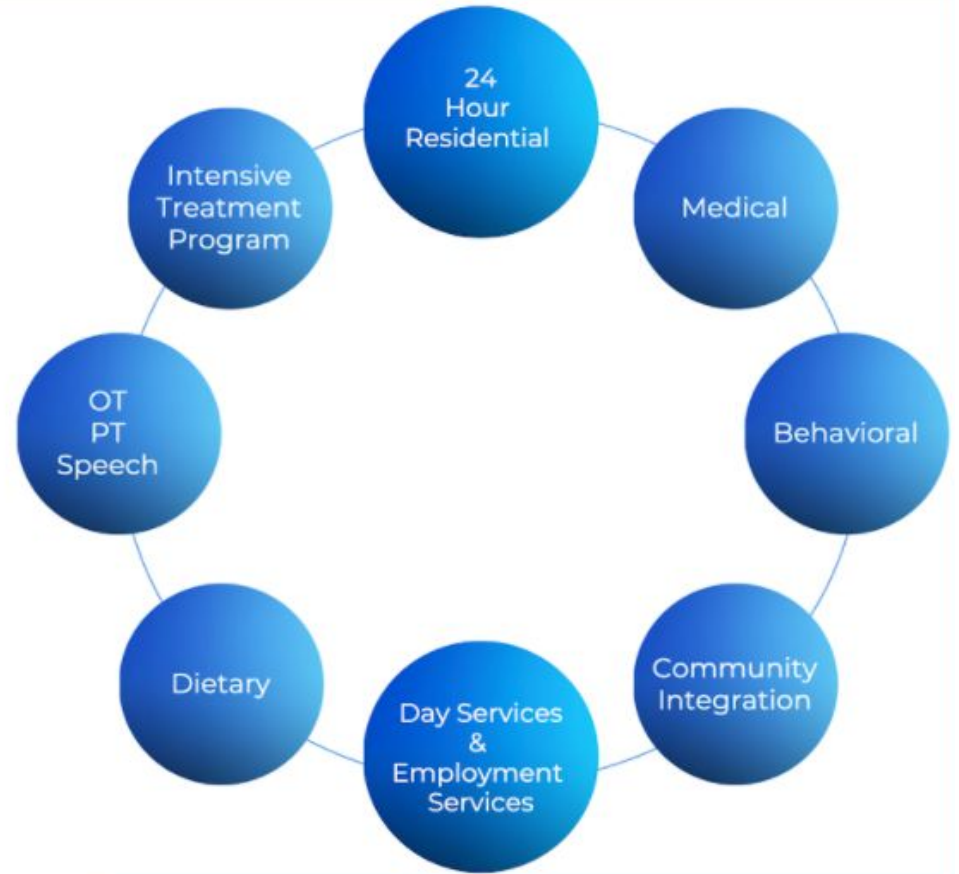 24
Hour
Residential
Medical
Behavioral
Community
Integration
Day Services
&
Employment
Services
Dietary
OT
PT
Speech
Intensive
Treatment
Program